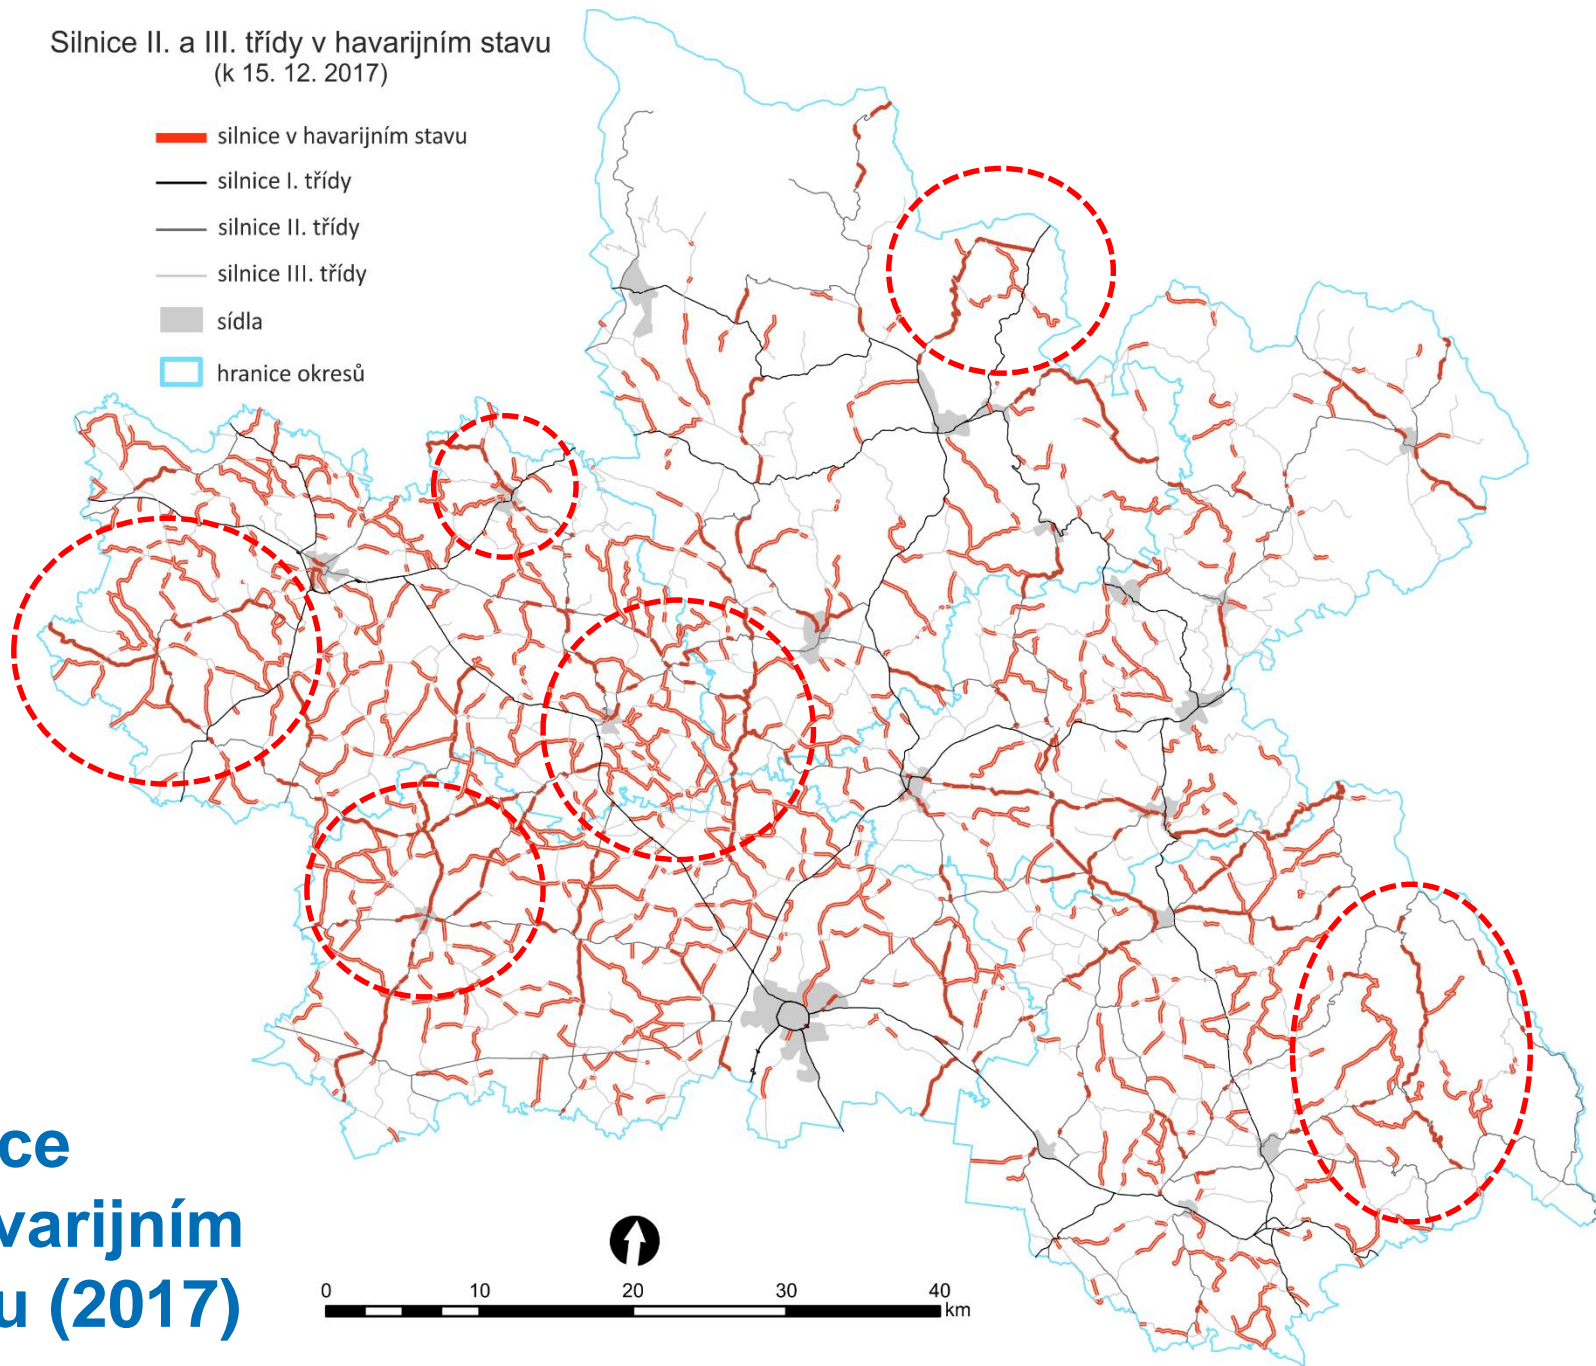 Silnice II. a III. třídy v havarijním stavu
(k 15. 12. 2017)
silnice v havarijním stavu
silnice I. třídy
silnice II. třídy
silnice III. třídy
sídla
hranice okresů
ce
varijním
u (2017)
0 10 20 30 40
km